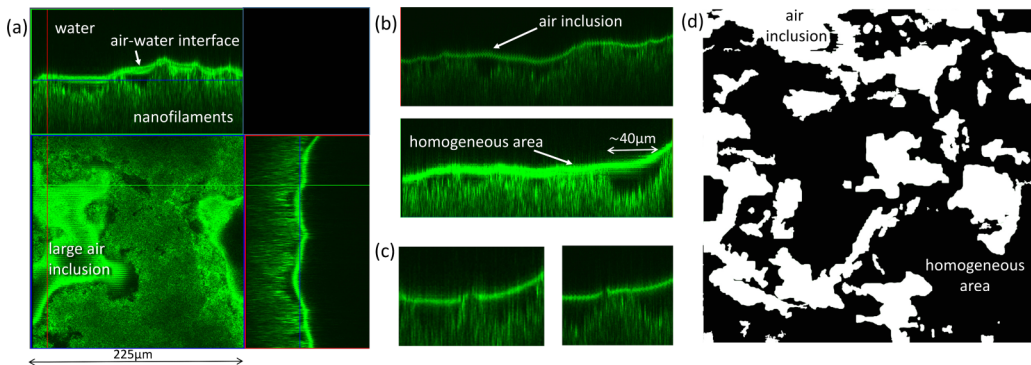 (a)
water
air-water
interface
nanofilaments
large air
inclusion
225μm
(b)
air inclusion
homogeneous area
~40μm
(c)
(d)
air
inclusion
homogeneous
area